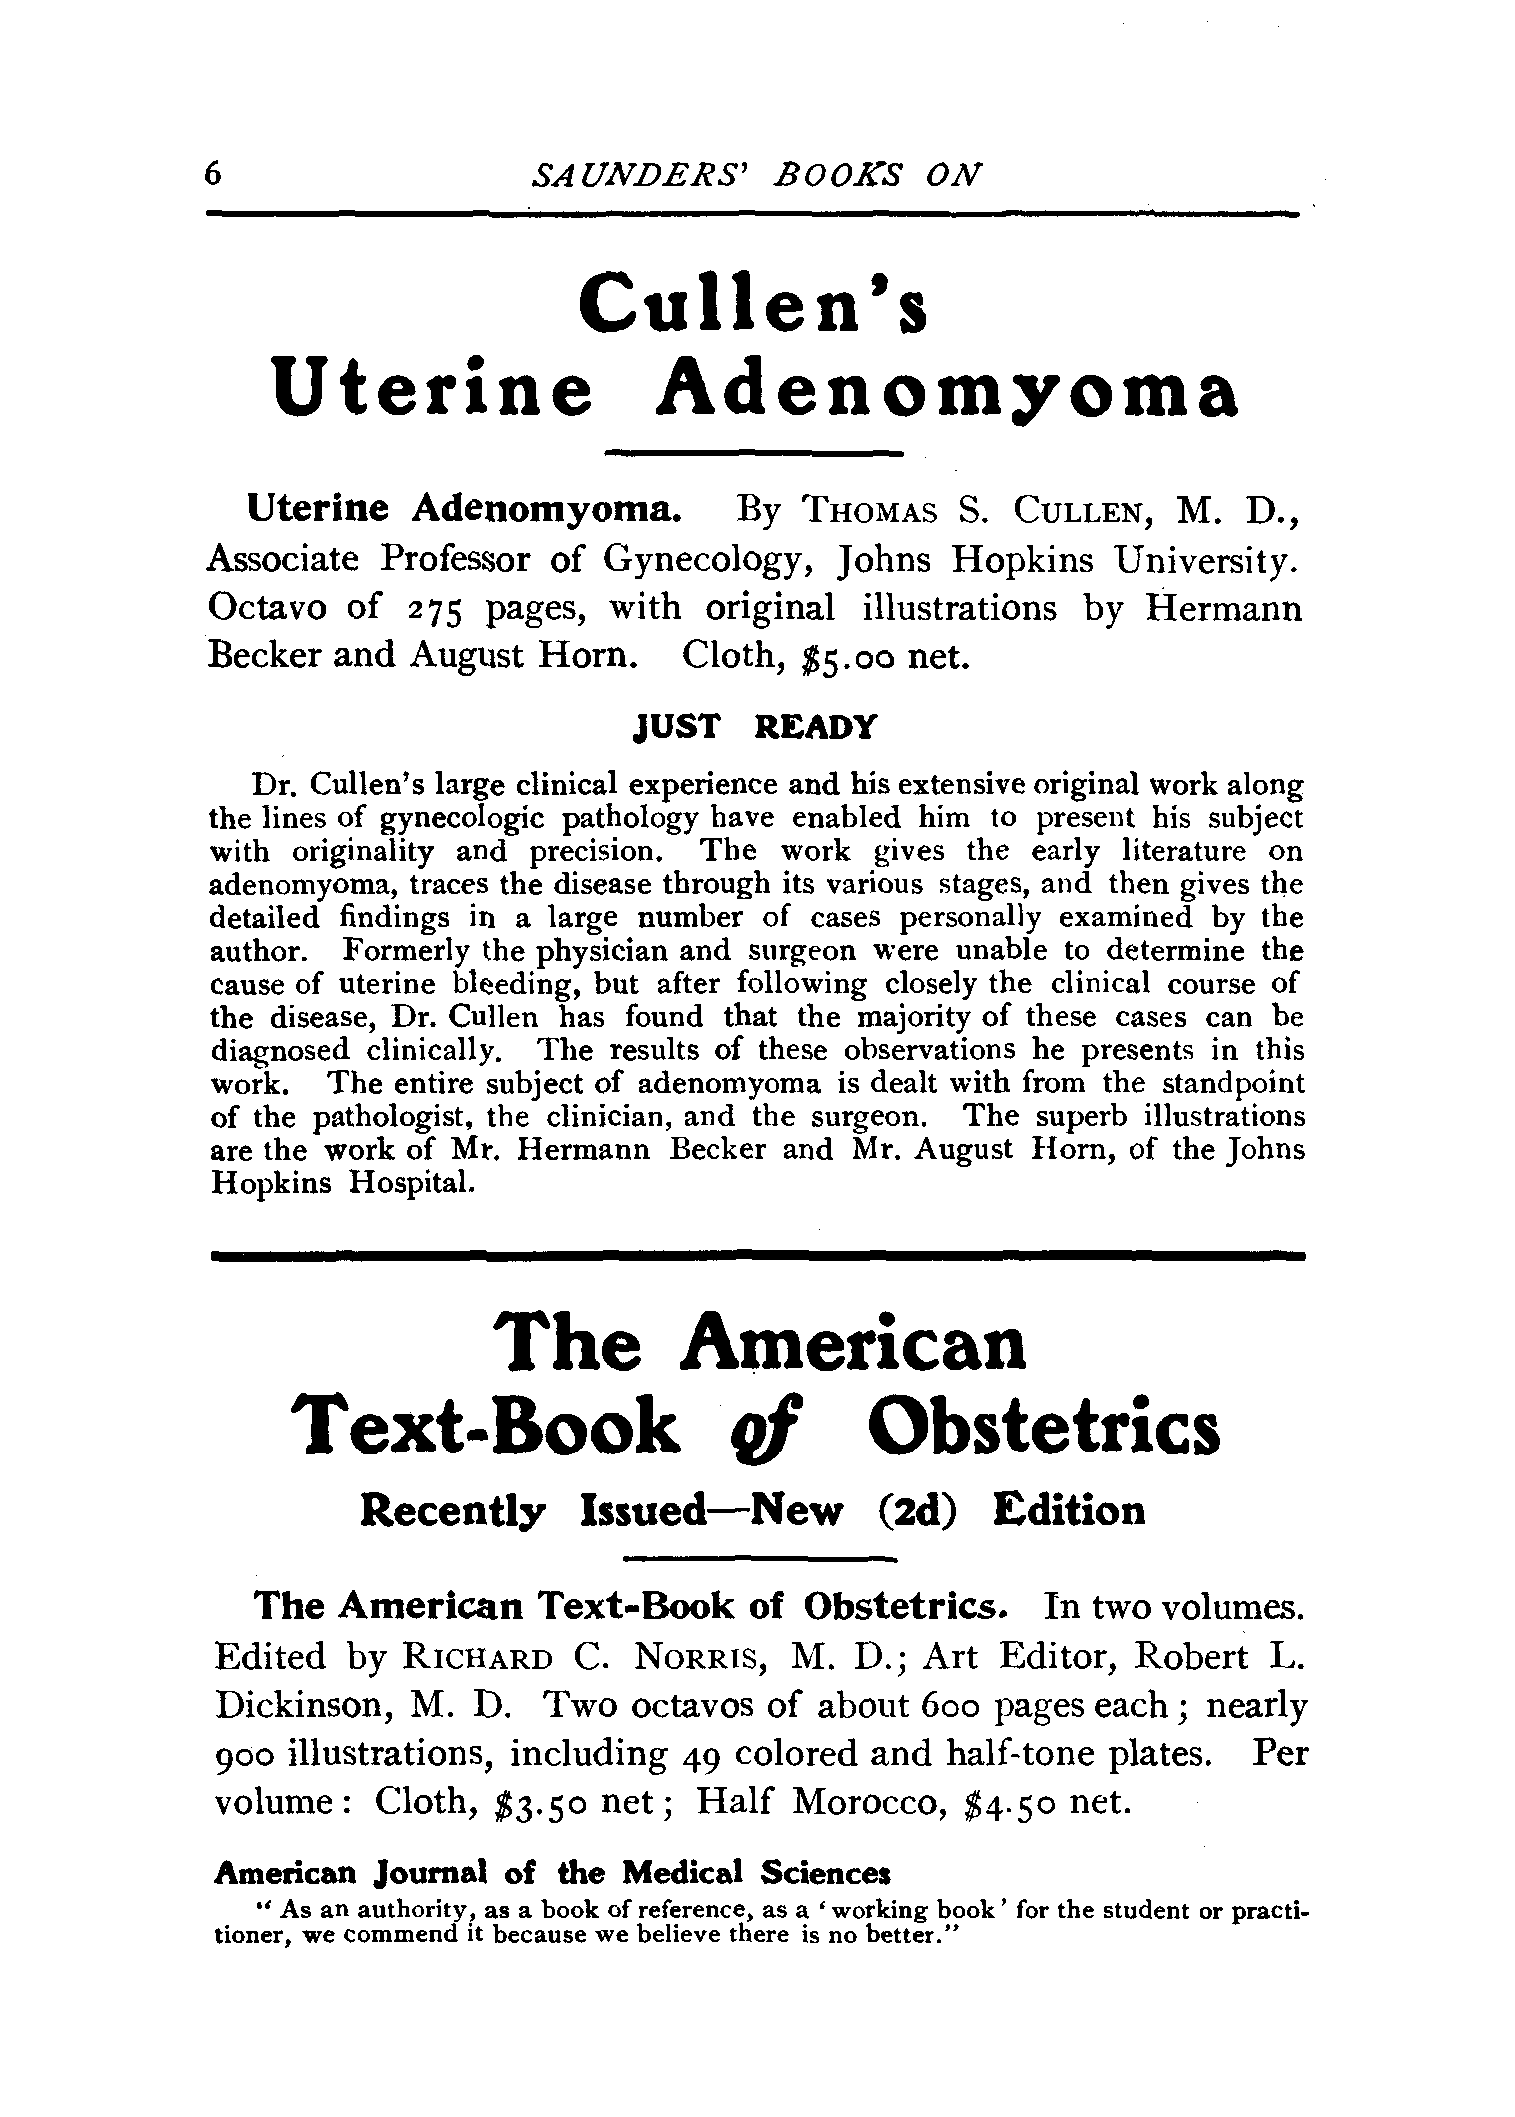 6 SAUNDERS' BOOKS ON
Cullen's
Uterine Adenomyoma
Uterine Adenomyoma. By THOMAS S. CULLEN, M. D.,
Associate Professor of Gynecology, Johns Hopkins University.
Octavo of 275 pages, with original illustrations by Hermann
Becker and August Horn. Cloth, $5.00 net.
JUST READY
Dr. Cullen's large clinical experience and his extensive original work along
the lines of gynecologic pathology have enabled him to present his subject
with originality and precision. The work gives the early literature on
adenomyoma, traces the disease through its various stages, and then gives the
detailed findings in a large number of cases personally examined by the
author. Formerly the physician and surgeon were unable to determine the
cause of uterine bleeding, but after following closely the clinical course of
the disease, Dr. Cullen has found that the majority of these cases can be
diagnosed clinically. The results of these observations he presents in this
work. The entire subject of adenomyoma is dealt with from the standpoint
of the pathologist, the clinician, and the surgeon. The superb illustrations
are the work of Mr. Hermann Becker and Mr. August Horn, of the Johns
Hopkins Hospital.
The American
Text-Book of Obstetrics
Recently Issued—New (2d) Edition
The American Text-Book of Obstetrics. In two volumes.
Edited by RICHARD C. NORRIS, M. D.; Art Editor, Robert L.
Dickinson, M. D. Two octavos of about 600 pages each; nearly
900 illustrations, including 49 colored and half-tone plates. Per
volume: Cloth, $3.50 net; Half Morocco, $4.50 net.
American Journal of the Medical Sciences
"As an authority, as a book of reference, as a 'working book' for the student or practi-
tioner, we commend it because we believe there is no better."